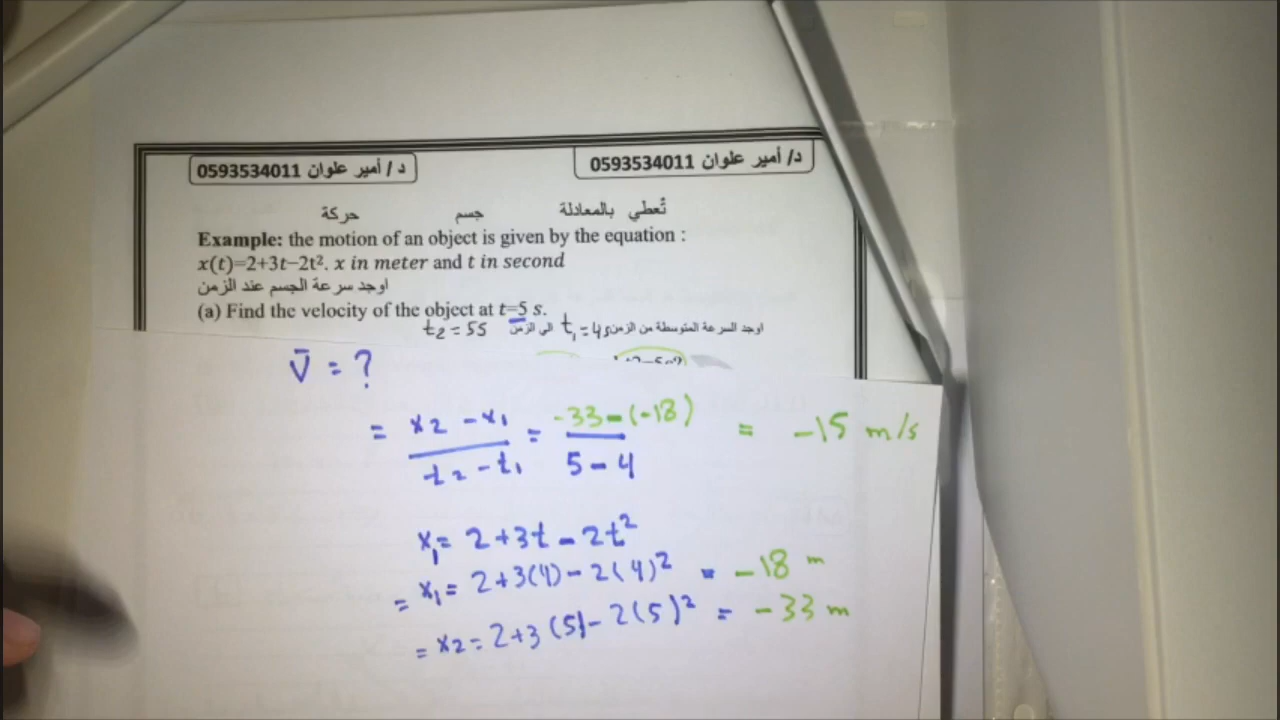 د / أمير علوان 0593534011
د/ أمير علوان 0593534011
تُعطي بالمعادلة جسم حركة
Example: the motion of an object is given by the equation :
x(t)=2+3t−2t². x in meter and t in second
اوجد سرعة الجسم عند الزمن
(a) Find the velocity of the object at t=5 s.
اوجد السرعة المتوسطة من الزمن t₁=4s الي الزمن t₂=5s
V̄ = ?
= x₂ - x₁ / t₂ - t₁ = -33-(-18) / 5-4 = -15 m/s
x₁= 2+3t-2t²
= x₁= 2+3(4)-2(4)² = -18 m
= x₂= 2+3(5)-2(5)² = -33 m